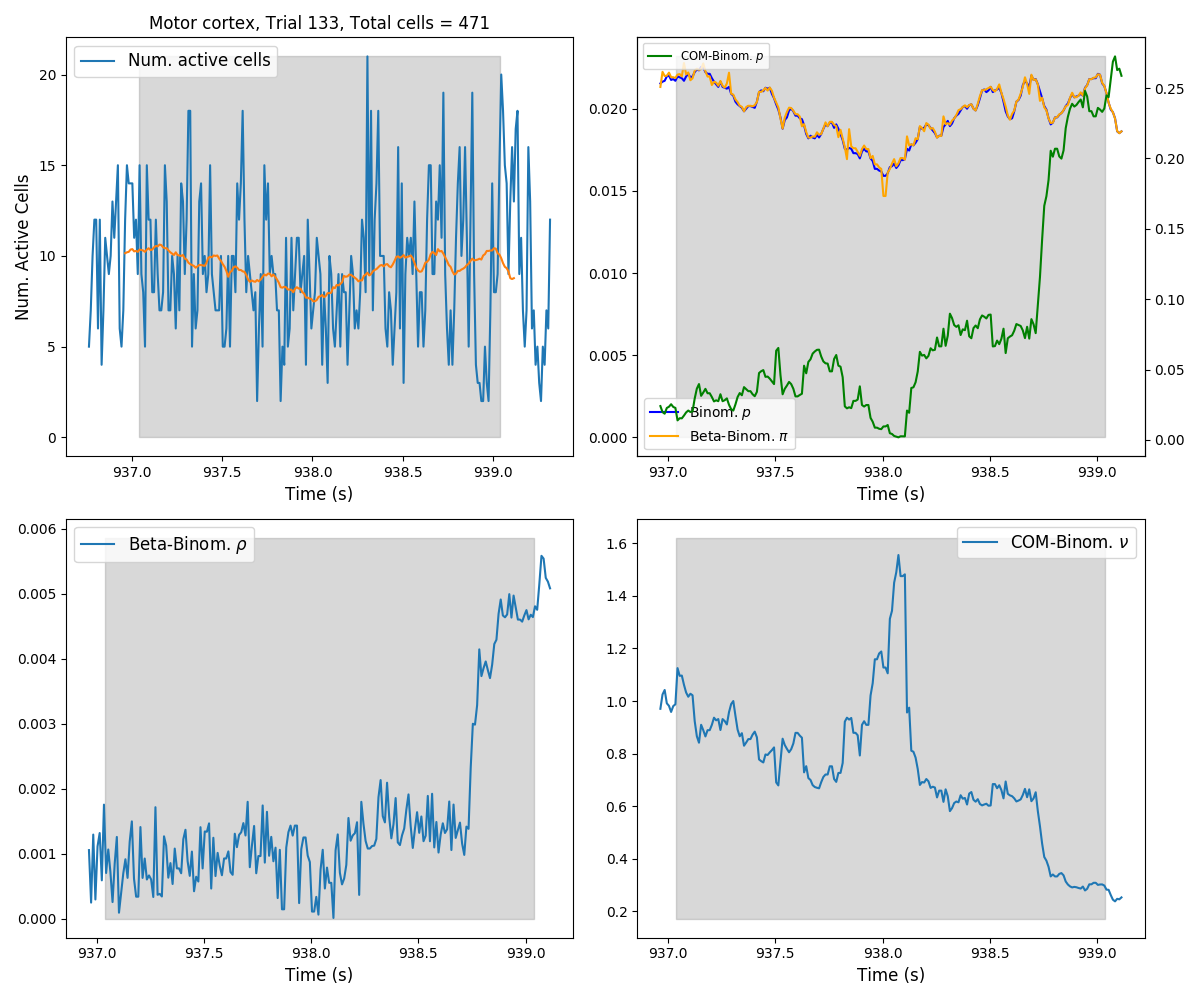 Motor cortex, Trial 133, Total cells = 471
Num. active cells
Num. Active Cells
20
15
10
5
0
937.0 937.5 938.0 938.5 939.0
Time (s)
COM-Binom. p
0.020
0.015
0.010
0.005
0.000
0.25
0.20
0.15
0.10
0.05
0.00
Binom. p
Beta-Binom. π
937.0 937.5 938.0 938.5 939.0
Time (s)
Beta-Binom. ρ
0.006
0.005
0.004
0.003
0.002
0.001
0.000
937.0 937.5 938.0 938.5 939.0
Time (s)
COM-Binom. ν
1.6
1.4
1.2
1.0
0.8
0.6
0.4
0.2
937.0 937.5 938.0 938.5 939.0
Time (s)